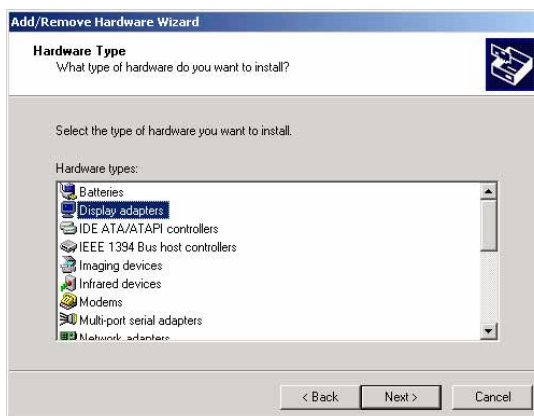 Add/Remove Hardware Wizard
Hardware Type
What type of hardware do you want to install?
Select the type of hardware you want to install.
Hardware types:
Batteries
Display adapters
IDE ATA/ATAPI controllers
IEEE 1394 Bus host controllers
Imaging devices
Infrared devices
Modems
Multi-port serial adapters
Network adapters
< Back
Next >
Cancel